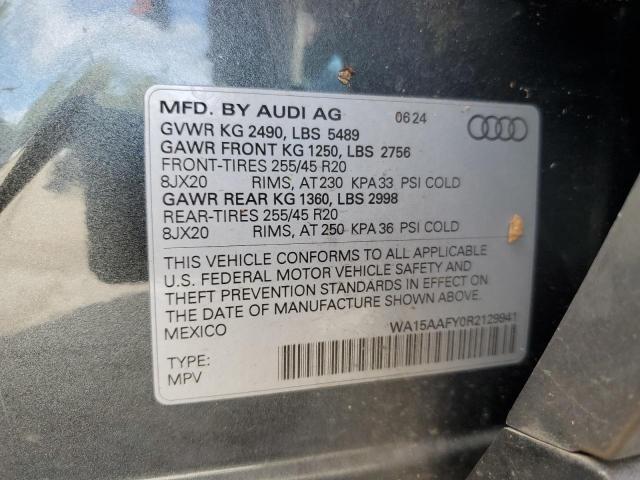 MFD. BY AUDI AG 06 24
GVWR KG 2490, LBS 5489
GAWR FRONT KG 1250, LBS 2756
FRONT-TIRES 255/45 R20
8JX20 RIMS, AT 230 KPA 33 PSI COLD
GAWR REAR KG 1360, LBS 2998
REAR-TIRES 255/45 R20
8JX20 RIMS, AT 250 KPA 36 PSI COLD
THIS VEHICLE CONFORMS TO ALL APPLICABLE
U.S. FEDERAL MOTOR VEHICLE SAFETY AND
THEFT PREVENTION STANDARDS IN EFFECT ON
THE DATE OF MANUFACTURE SHOWN ABOVE.
MEXICO
WA15AAFY0R2129941
TYPE:
MPV